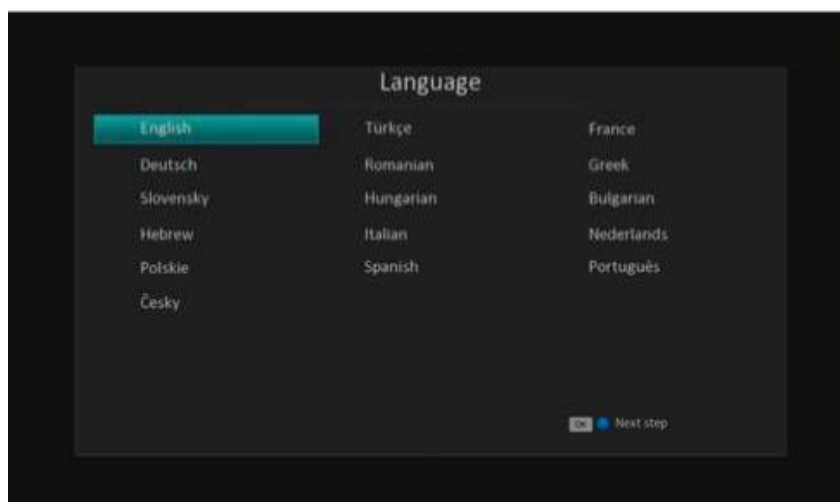 Language
English Türkçe France
Deutsch Romanian Greek
Slovensky Hungarian Bulgarian
Hebrew Italian Nederlands
Polskie Spanish Português
Česky
OK Next step